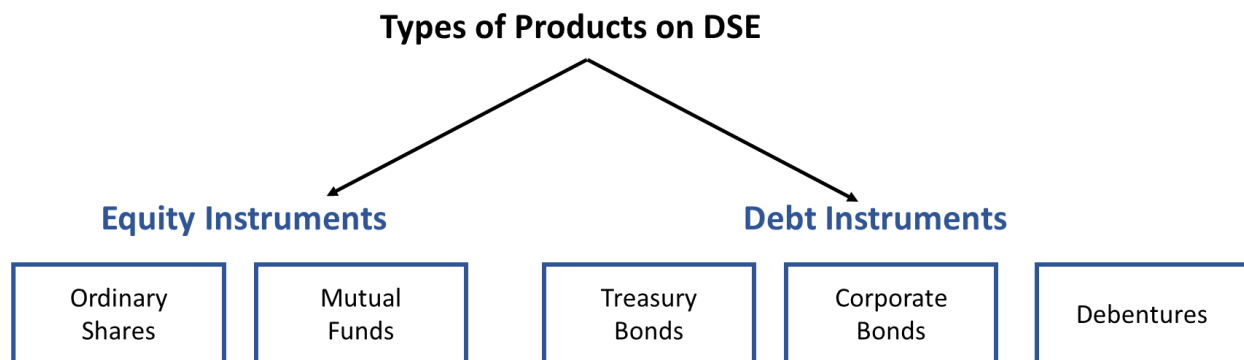 Types of Products on DSE
Equity Instruments
Debt Instruments
Ordinary
Shares
Mutual
Funds
Treasury
Bonds
Corporate
Bonds
Debentures